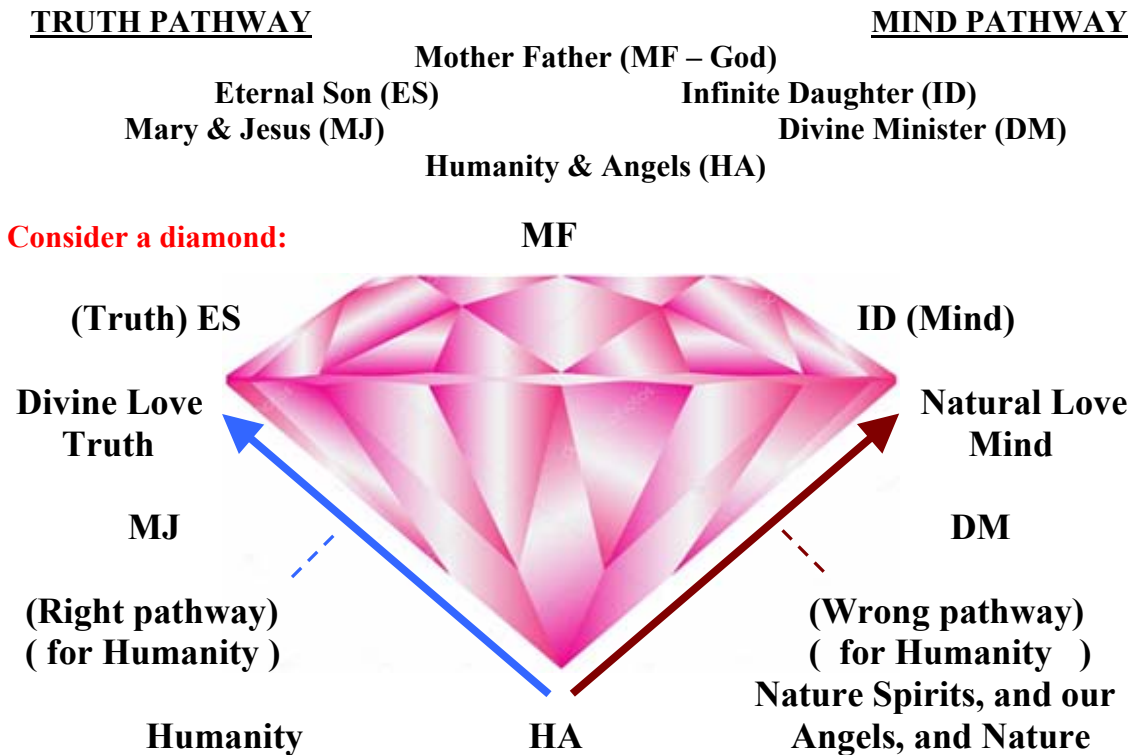 TRUTH PATHWAY MIND PATHWAY
Mother Father (MF – God)
Eternal Son (ES) Infinite Daughter (ID)
Mary & Jesus (MJ) Divine Minister (DM)
Humanity & Angels (HA)
Consider a diamond: MF
(Truth) ES ID (Mind)
Divine Love Natural Love
Truth Mind
MJ DM
(Right pathway) (Wrong pathway)
( for Humanity ) ( for Humanity )
Nature Spirits, and our
Humanity HA Angels, and Nature